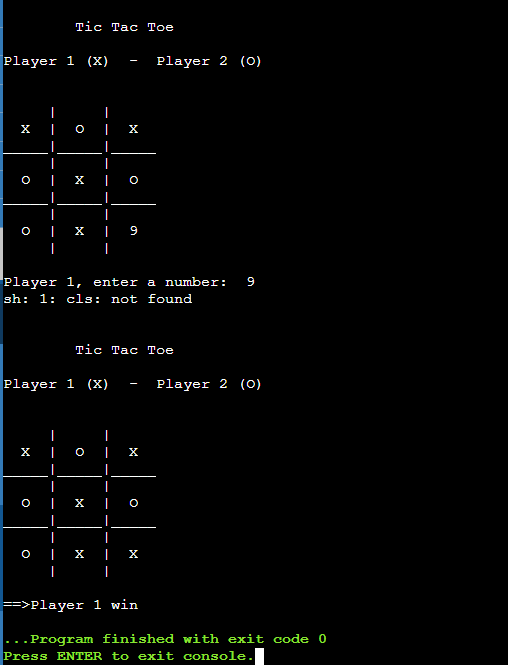 Tic Tac Toe
Player 1 (X)  -  Player 2 (O)
     |     |
  X  |  O  |  X
_____|_____|_____
     |     |
  O  |  X  |  O
_____|_____|_____
     |     |
  O  |  X  |  9
     |     |
Player 1, enter a number:  9
sh: 1: cls: not found
Tic Tac Toe
Player 1 (X)  -  Player 2 (O)
     |     |
  X  |  O  |  X
_____|_____|_____
     |     |
  O  |  X  |  O
_____|_____|_____
     |     |
  O  |  X  |  X
     |     |
==>Player 1 win
...Program finished with exit code 0
Press ENTER to exit console.